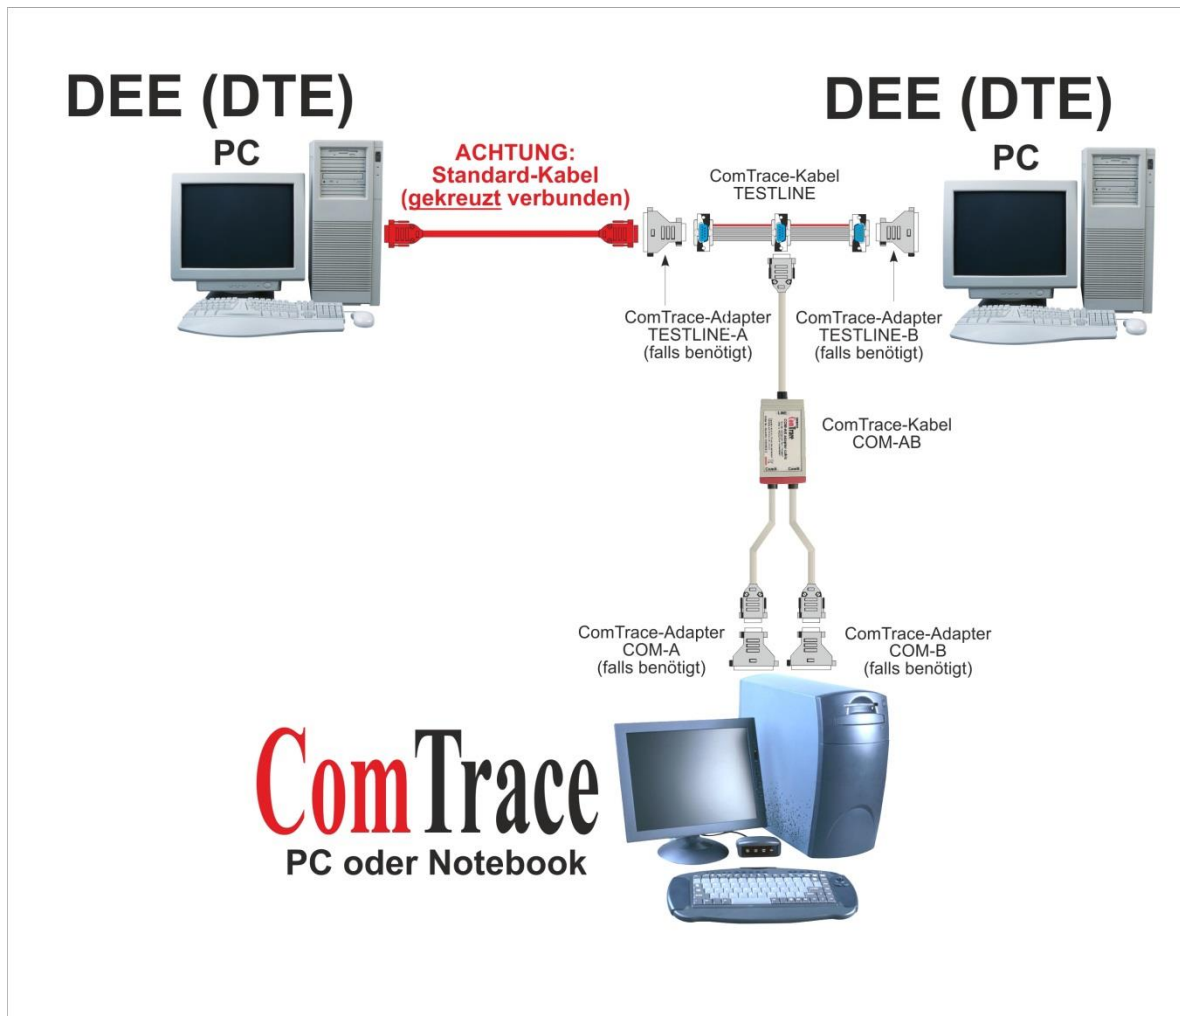 DEE (DTE)
PC
DEE (DTE)
PC
ACHTUNG:
Standard-Kabel
(gekreuzt verbunden)
ComTrace-Kabel
TESTLINE
ComTrace-Adapter
TESTLINE-A
(falls benötigt)
ComTrace-Adapter
TESTLINE-B
(falls benötigt)
ComTrace
ComTrace-Kabel
COM-AB
ComTrace-Adapter
COM-A
(falls benötigt)
ComTrace-Adapter
COM-B
(falls benötigt)
ComTrace
PC oder Notebook